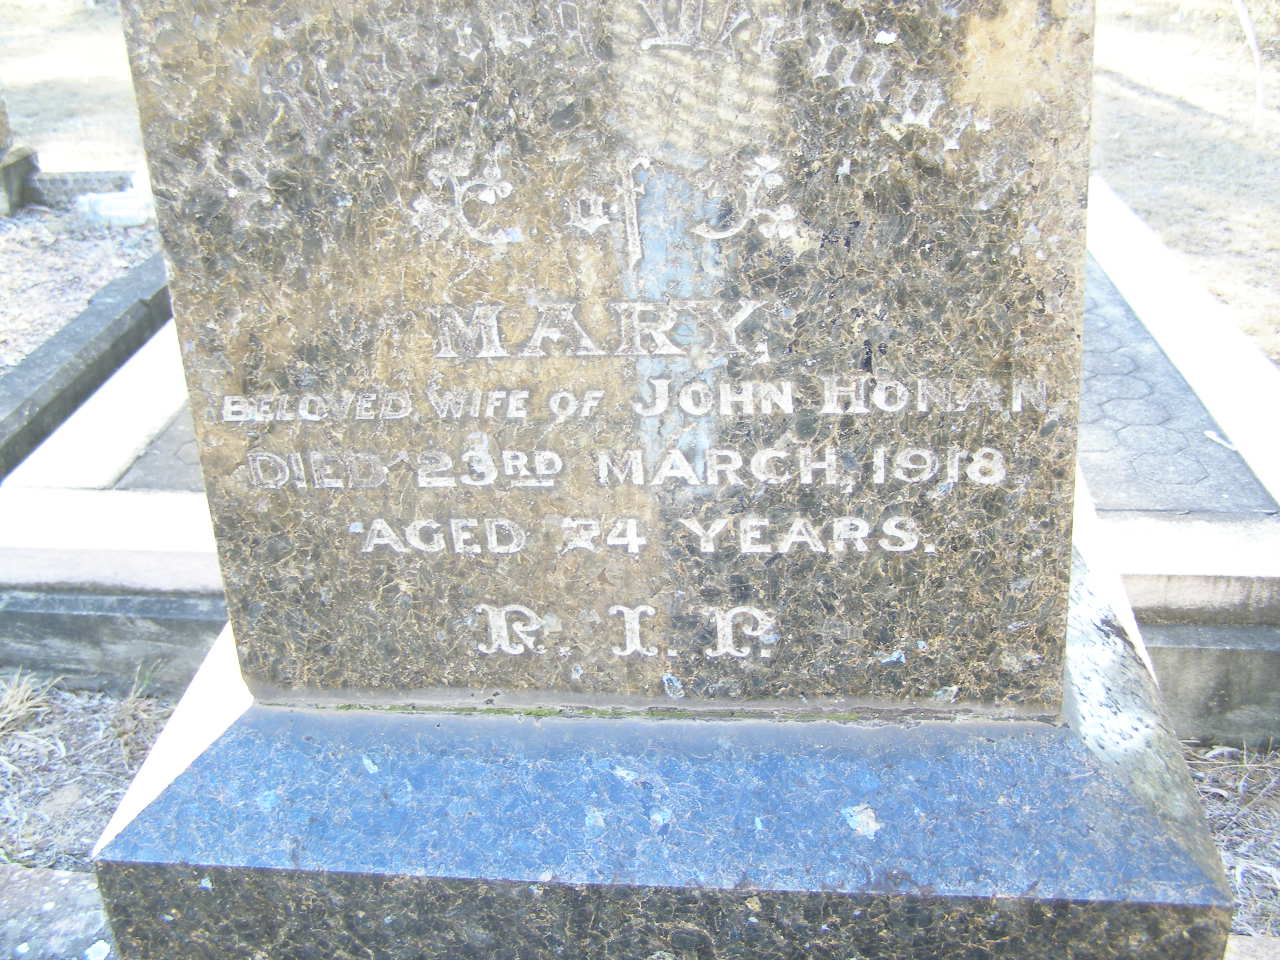 MARY,
BELOVED WIFE OF JOHN HONAN
DIED 23RD MARCH, 1918
AGED 74 YEARS.
R. I. P.